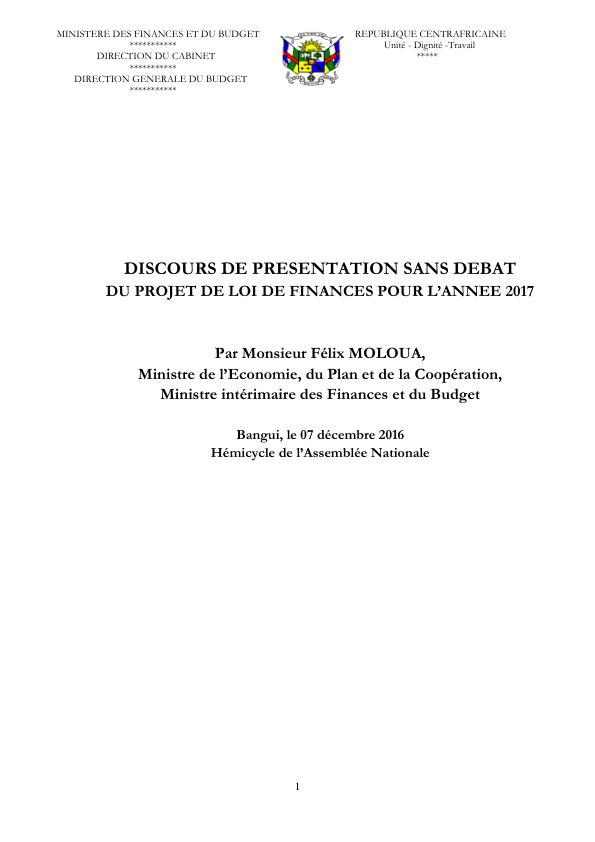 MINISTERE DES FINANCES ET DU BUDGET
***********
DIRECTION DU CABINET
***********
DIRECTION GENERALE DU BUDGET
***********
REPUBLIQUE CENTRAFRICAINE
Unité - Dignité -Travail
*****
DISCOURS DE PRESENTATION SANS DEBAT
DU PROJET DE LOI DE FINANCES POUR L’ANNEE 2017
Par Monsieur Félix MOLOUA,
Ministre de l’Economie, du Plan et de la Coopération,
Ministre intérimaire des Finances et du Budget
Bangui, le 07 décembre 2016
Hémicycle de l’Assemblée Nationale
1